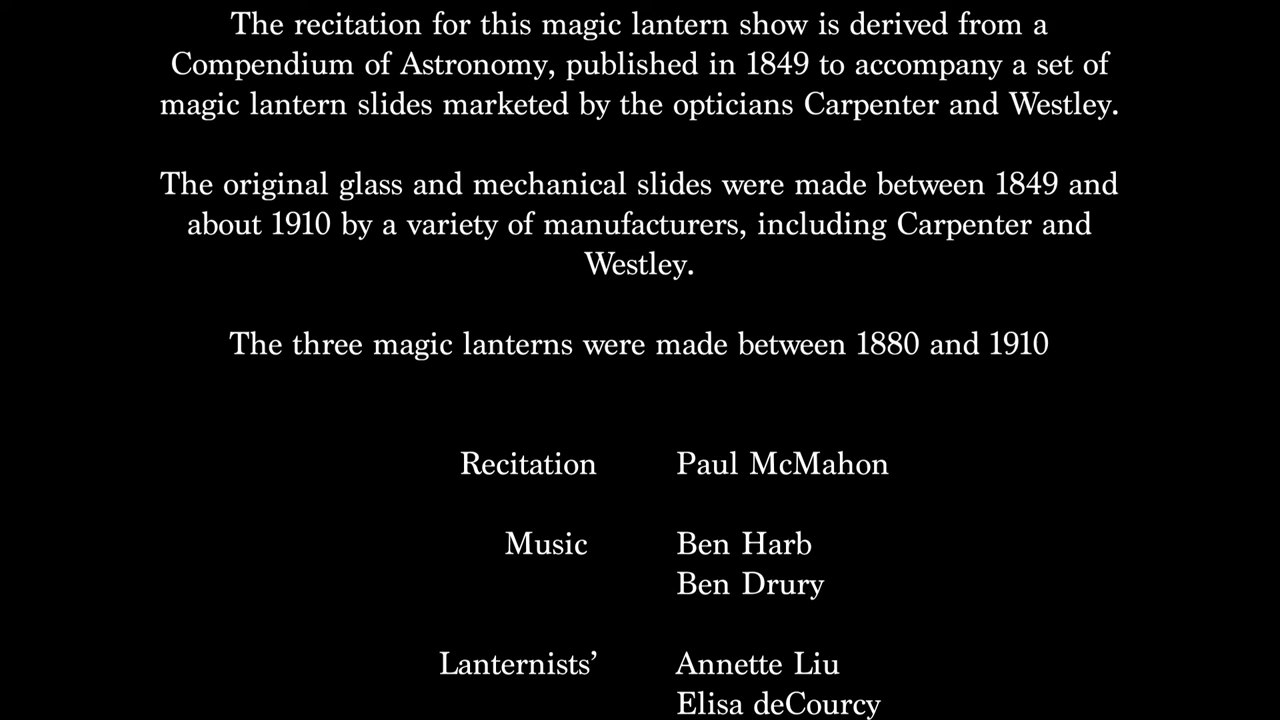 The recitation for this magic lantern show is derived from a
Compendium of Astronomy, published in 1849 to accompany a set of
magic lantern slides marketed by the opticians Carpenter and Westley.
The original glass and mechanical slides were made between 1849 and
about 1910 by a variety of manufacturers, including Carpenter and
Westley.
The three magic lanterns were made between 1880 and 1910
Recitation Paul McMahon
Music Ben Harb
Ben Drury
Lanternists’ Annette Liu
Elisa deCourcy